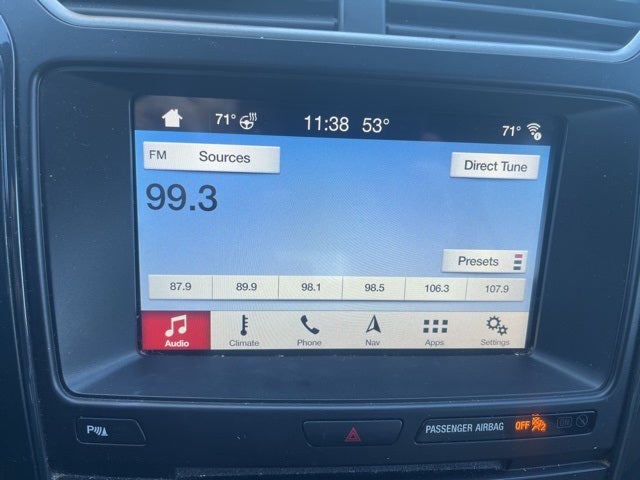 71° 11:38 53° 71°
FM Sources Direct Tune
99.3
Presets
87.9 89.9 98.1 98.5 106.3 107.9
Audio Climate Phone Nav Apps Settings
P PASSENGER AIRBAG OFF ON